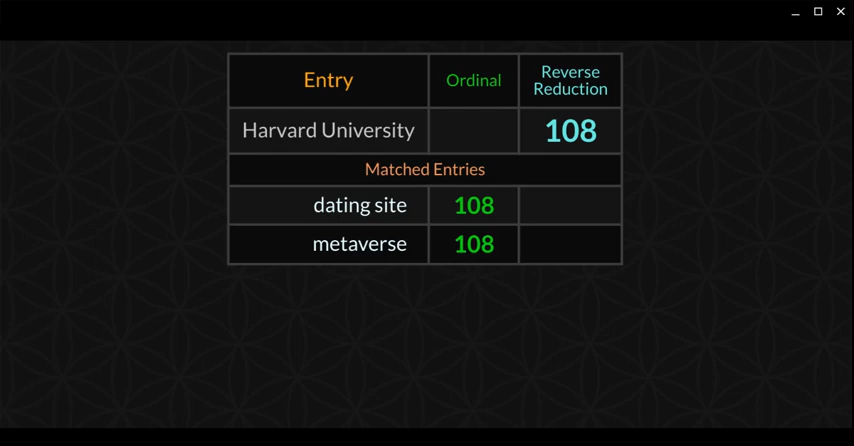 Entry Ordinal Reverse Reduction
Harvard University 108
Matched Entries
dating site 108
metaverse 108